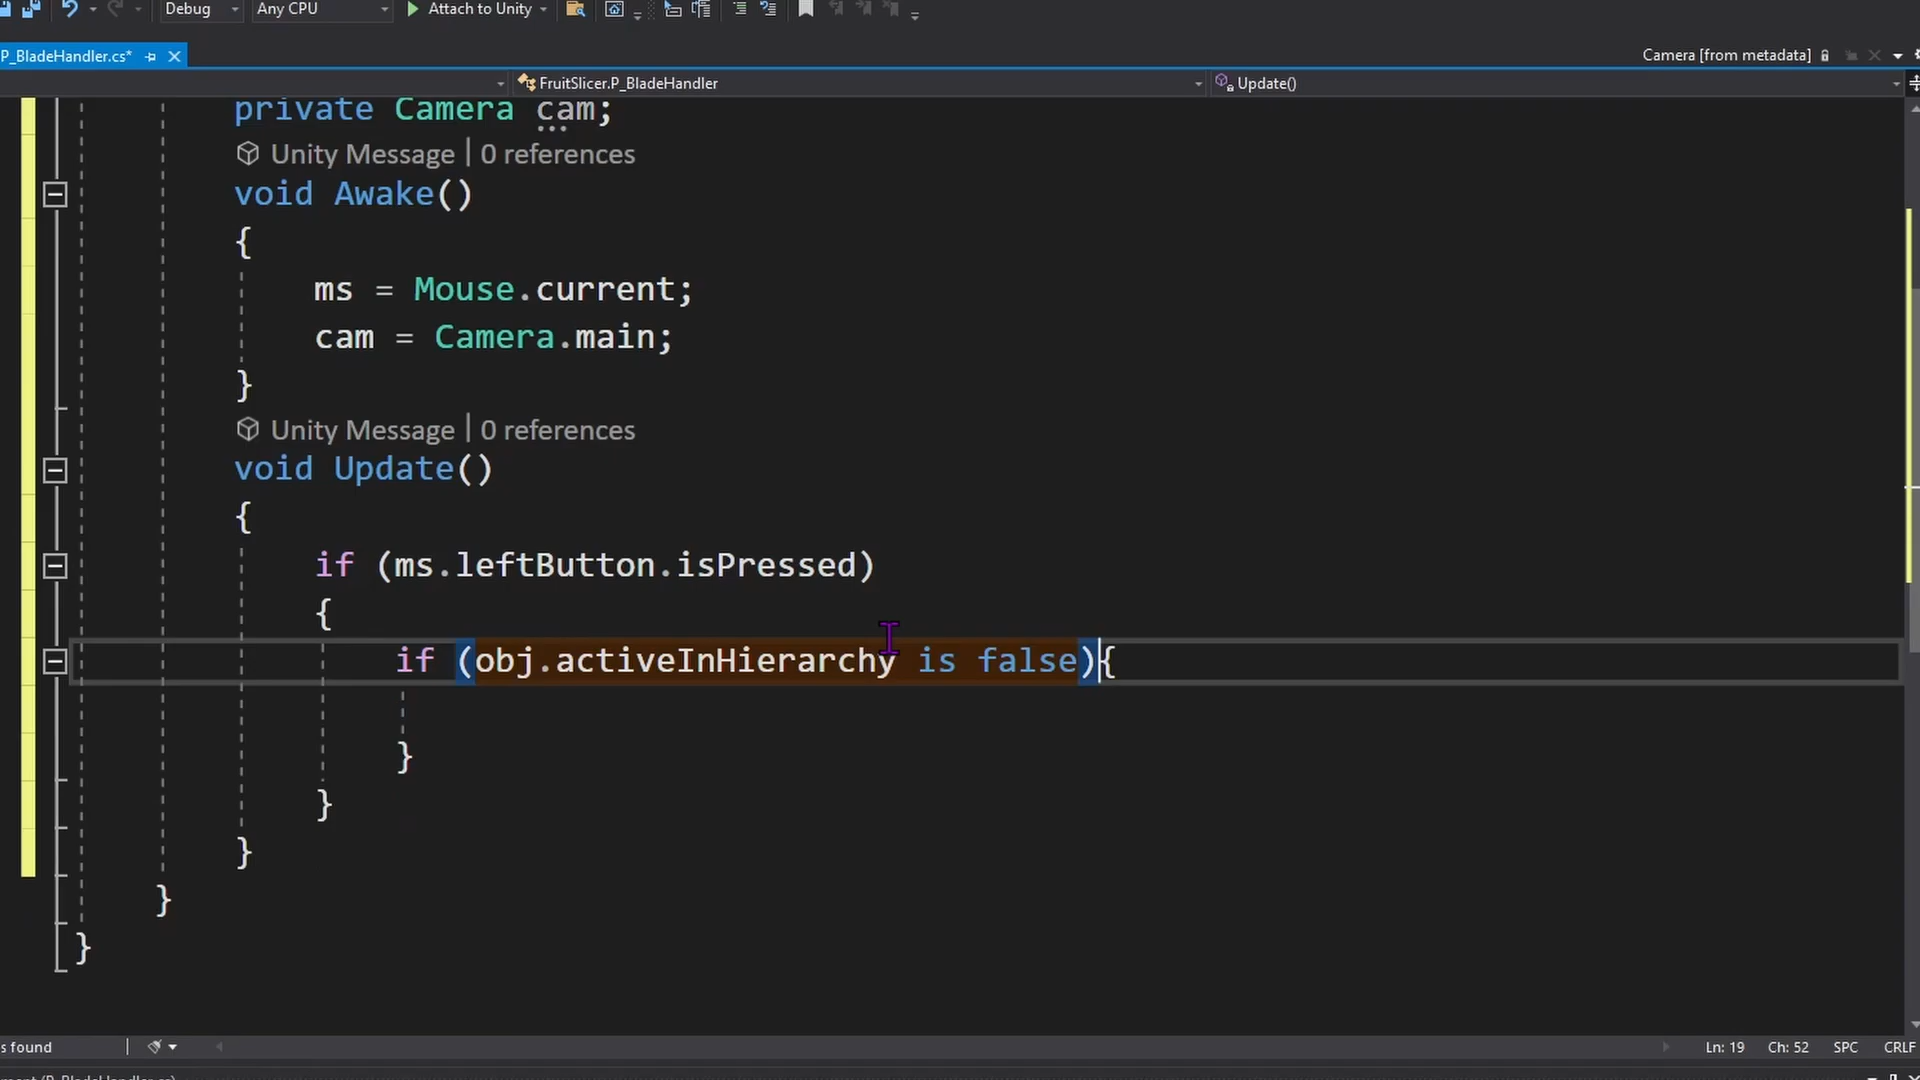 Debug Any CPU Attach to Unity
P_BladeHandler.cs* Camera [from metadata]
FruitSlicer.P_BladeHandler Update()
private Camera cam;
Unity Message | 0 references
void Awake()
{
ms = Mouse.current;
cam = Camera.main;
}
Unity Message | 0 references
void Update()
{
if (ms.leftButton.isPressed)
{
if (obj.activeInHierarchy is false){
}
}
}
}
}
s found Ln: 19 Ch: 52 SPC CRLF